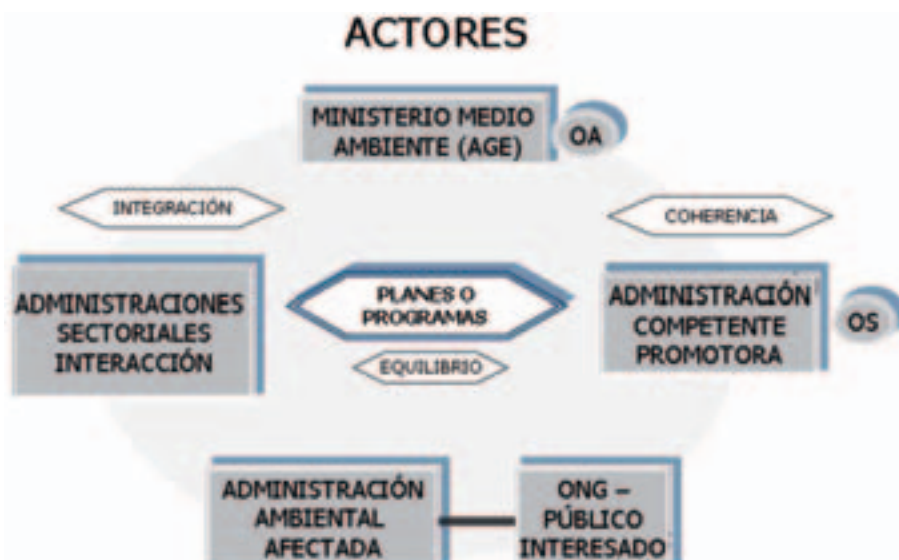 ACTORES
MINISTERIO MEDIO
AMBIENTE (AGE)
OA
INTEGRACIÓN
COHERENCIA
ADMINISTRACIONES
SECTORIALES
INTERACCIÓN
PLANES O
PROGRAMAS
EQUILIBRIO
ADMINISTRACIÓN
COMPETENTE
PROMOTORA
OS
ADMINISTRACIÓN
AMBIENTAL
AFECTADA
ONG –
PÚBLICO
INTERESADO